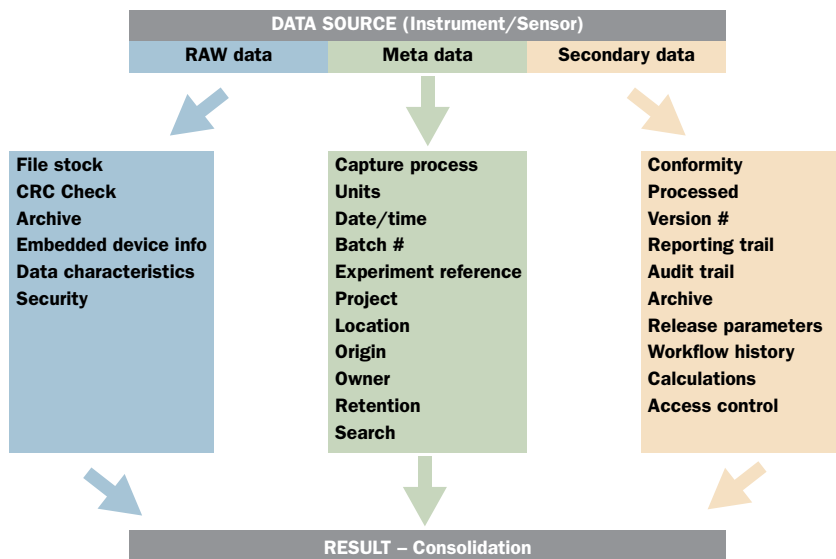 DATA SOURCE (Instrument/Sensor)
RAW data
Meta data
Secondary data
File stock
CRC Check
Archive
Embedded device info
Data characteristics
Security
Capture process
Units
Date/time
Batch #
Experiment reference
Project
Location
Origin
Owner
Retention
Search
Conformity
Processed
Version #
Reporting trail
Audit trail
Archive
Release parameters
Workflow history
Calculations
Access control
RESULT – Consolidation